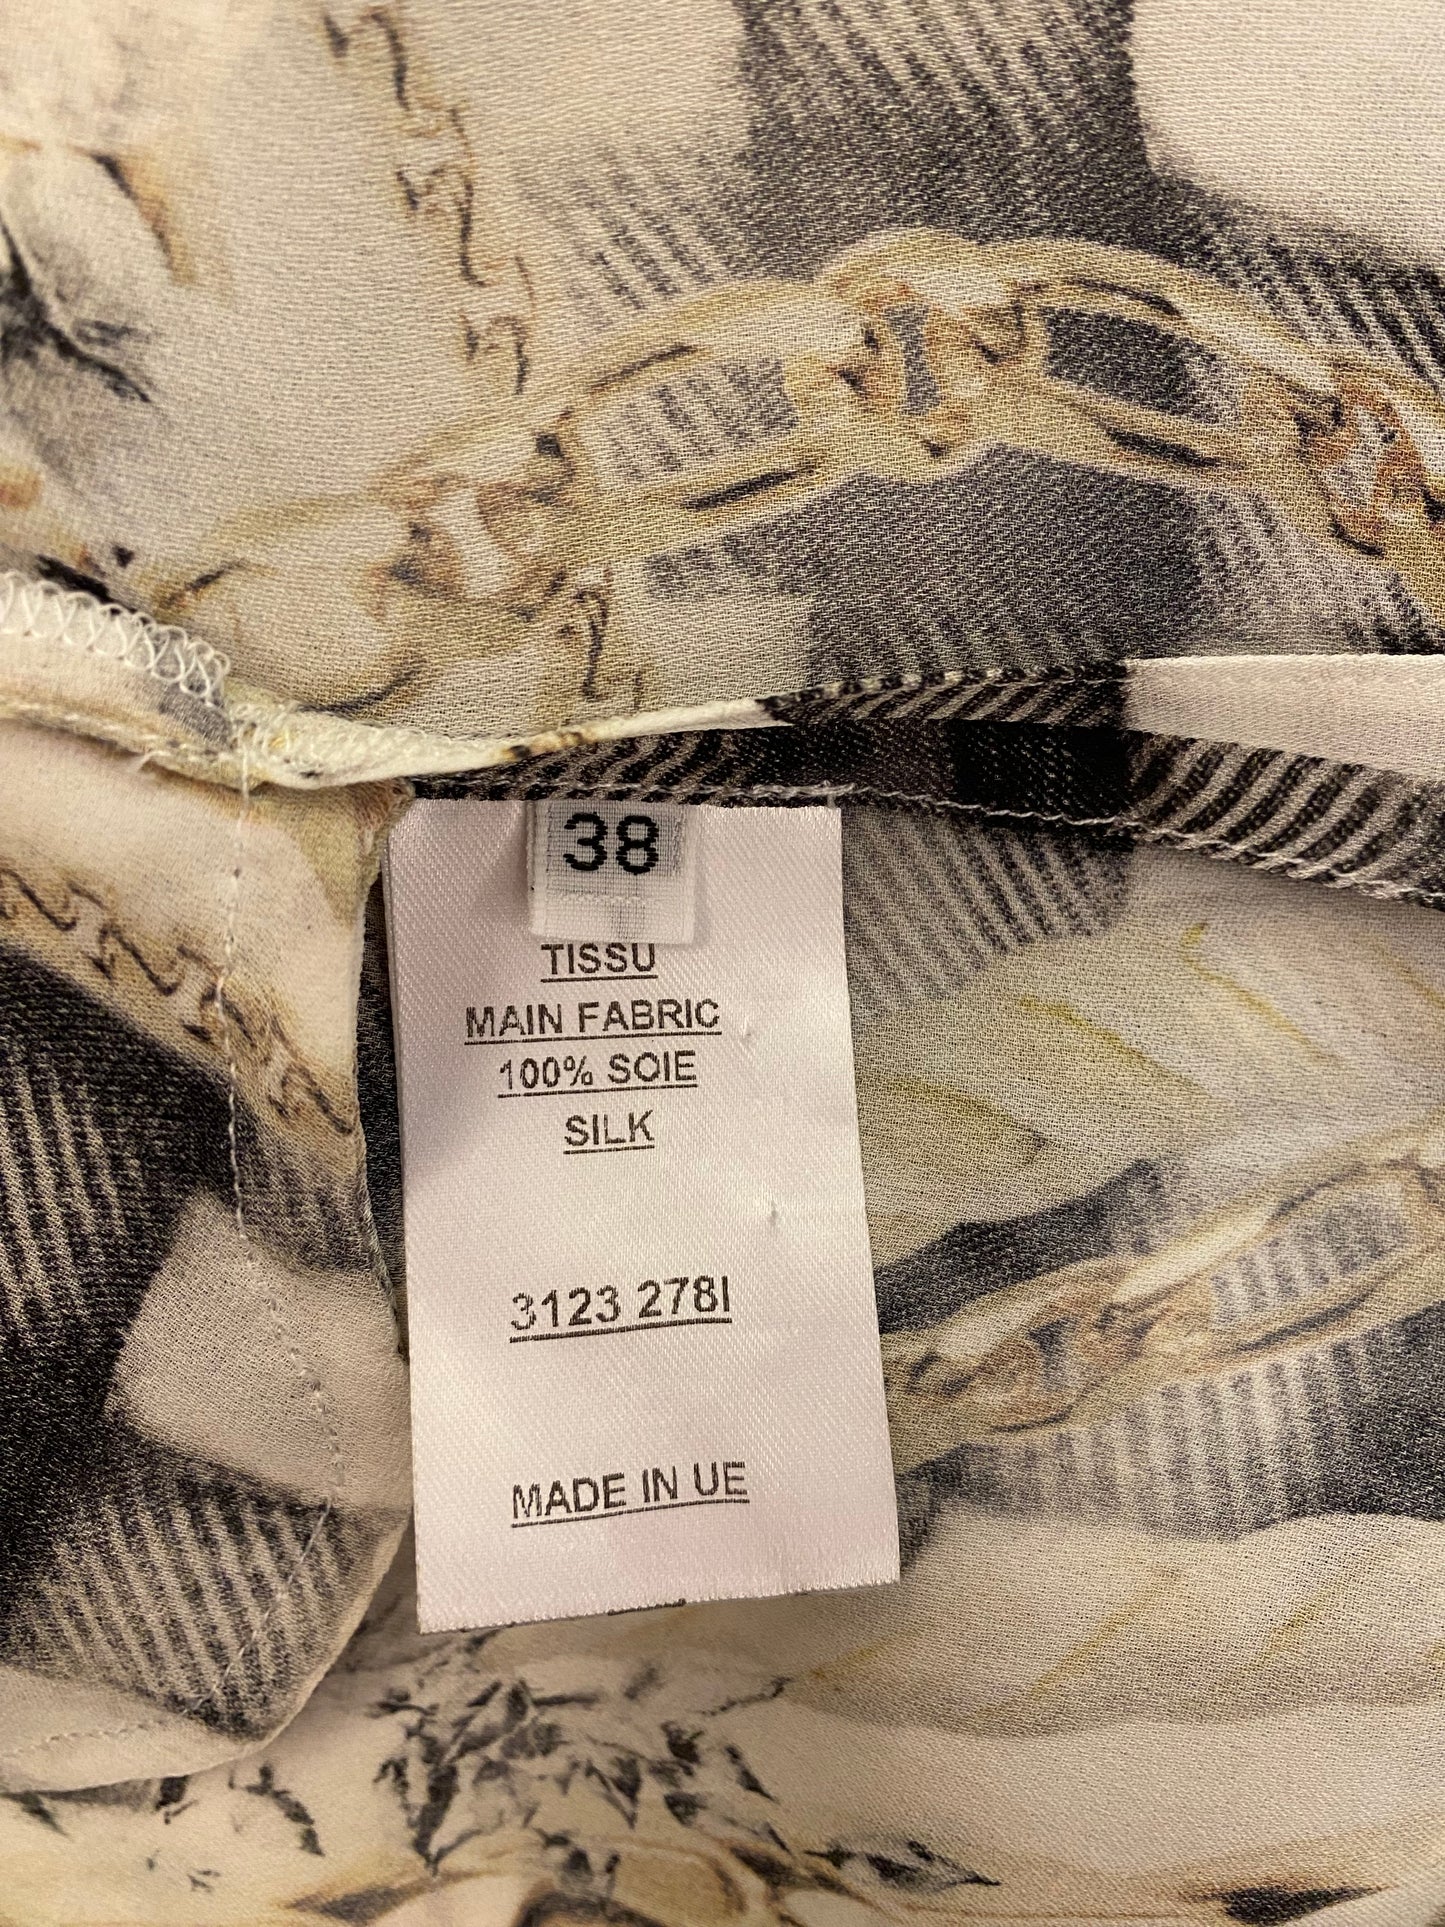 38
TISSU
MAIN FABRIC
100% SOIE
SILK
3123 278I
MADE IN UE